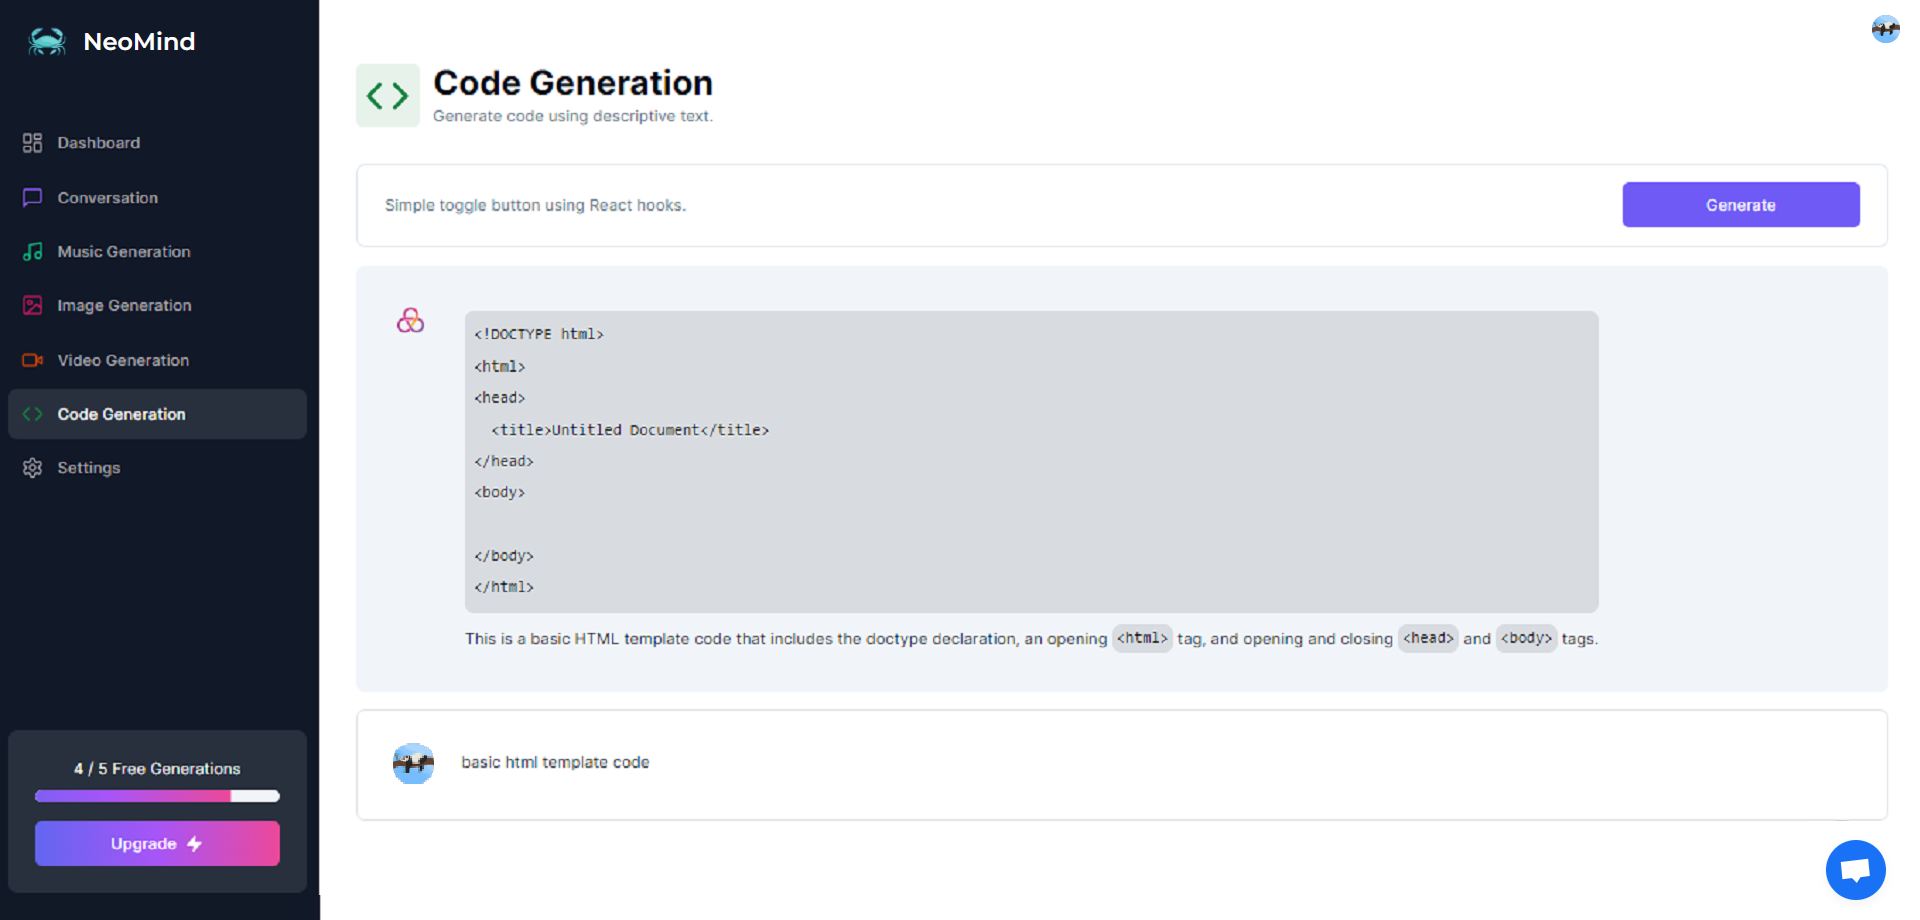 NeoMind
Dashboard
Conversation
Music Generation
Image Generation
Video Generation
Code Generation
Settings
4 / 5 Free Generations
Upgrade
Code Generation
Generate code using descriptive text.
Simple toggle button using React hooks.
Generate
<!DOCTYPE html>
<html>
<head>
  <title>Untitled Document</title>
</head>
<body>
</body>
</html>
This is a basic HTML template code that includes the doctype declaration, an opening <html> tag, and opening and closing <head> and <body> tags.
basic html template code